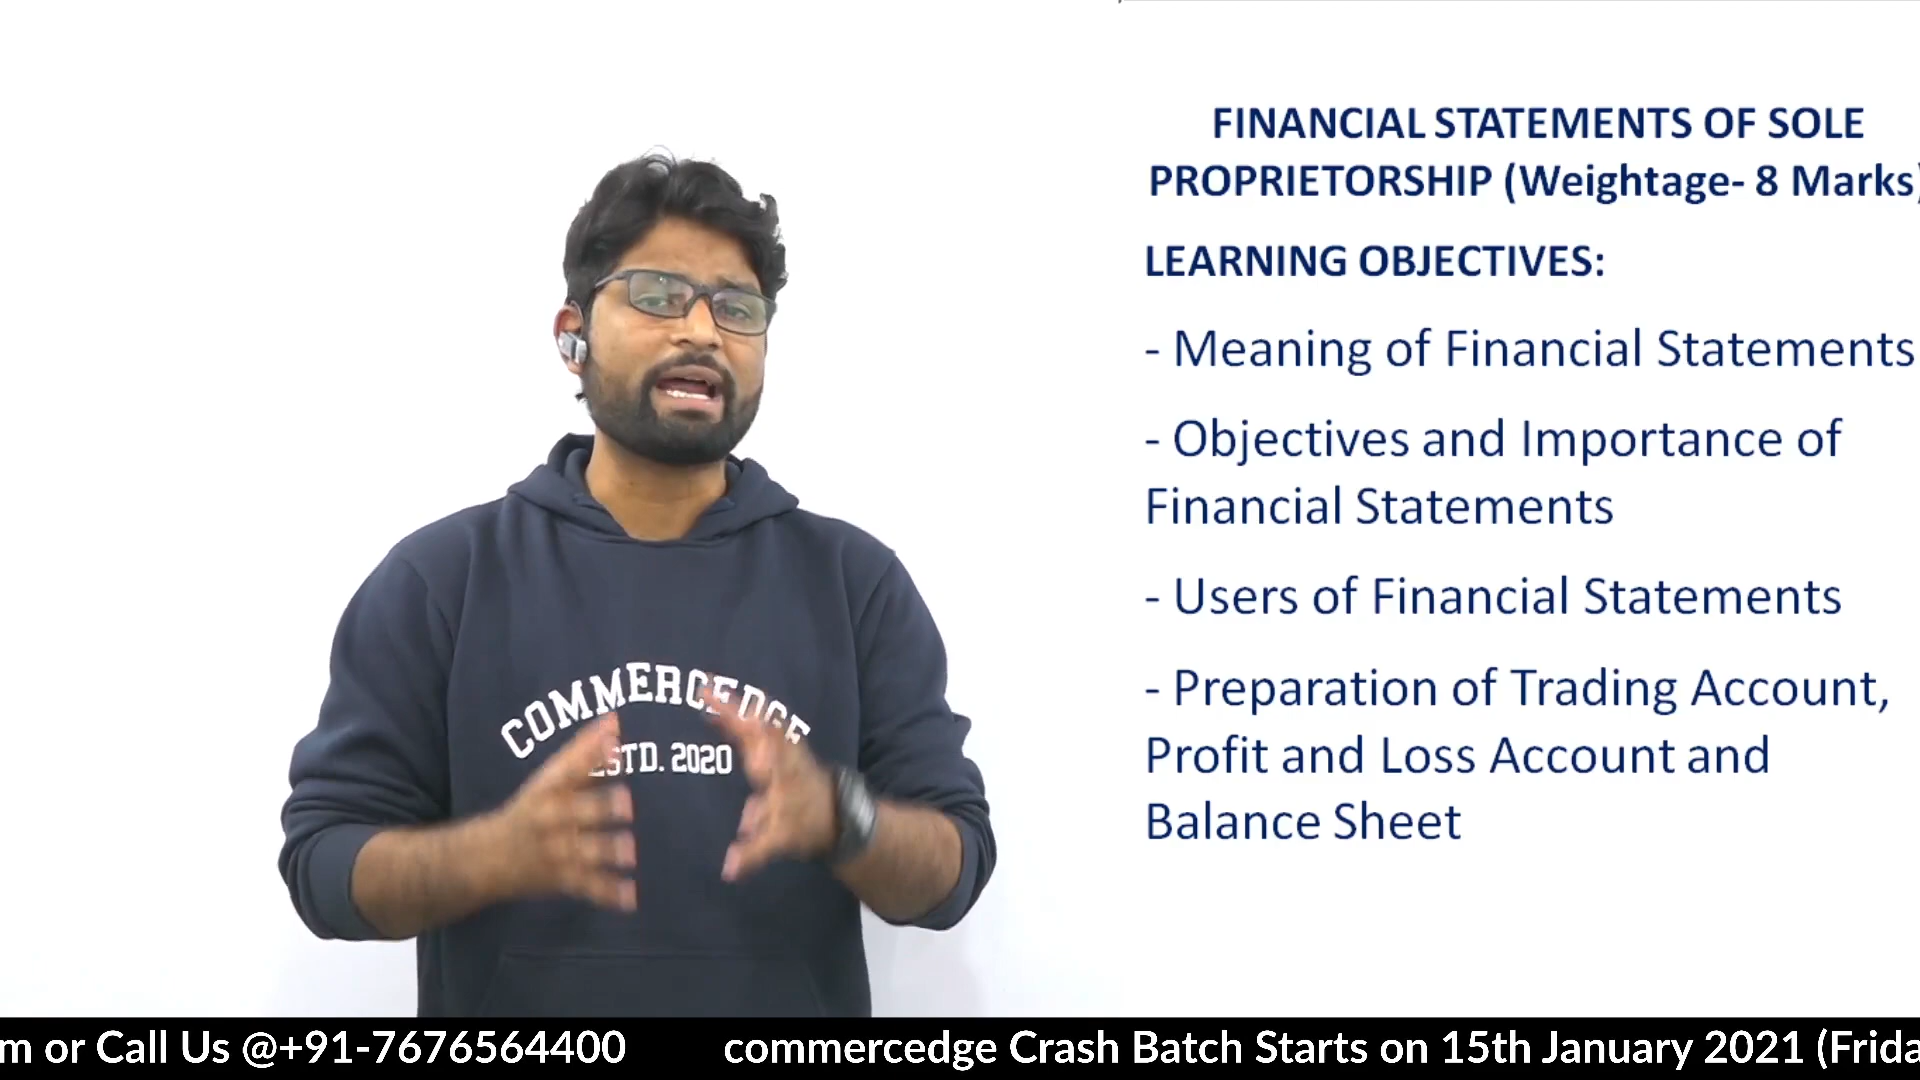 FINANCIAL STATEMENTS OF SOLE
PROPRIETORSHIP (Weightage- 8 Marks)
LEARNING OBJECTIVES:
- Meaning of Financial Statements
- Objectives and Importance of
Financial Statements
- Users of Financial Statements
- Preparation of Trading Account,
Profit and Loss Account and
Balance Sheet
COMMERCEDGE
ESTD. 2020
m or Call Us @+91-7676564400 commercedge Crash Batch Starts on 15th January 2021 (Frida